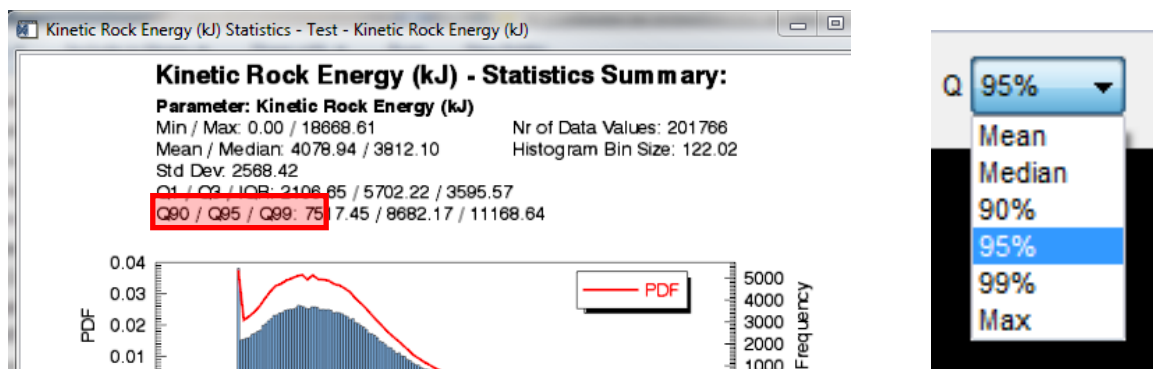 Kinetic Rock Energy (kJ) Statistics - Test - Kinetic Rock Energy (kJ)
Kinetic Rock Energy (kJ) - Statistics Summary:
Parameter: Kinetic Rock Energy (kJ)
Min / Max: 0.00 / 18668.61 Nr of Data Values: 201766
Mean / Median: 4078.94 / 3812.10 Histogram Bin Size: 122.02
Std Dev: 2568.42
Q1 / Q3 / IQR: 2106.65 / 5702.22 / 3595.57
Q90 / Q95 / Q99: 7517.45 / 8682.17 / 11168.64
0.04
0.03
0.02
0.01
PDF
PDF
5000
4000
3000
2000
1000
Frequency
Q 95%
Mean
Median
90%
95%
99%
Max